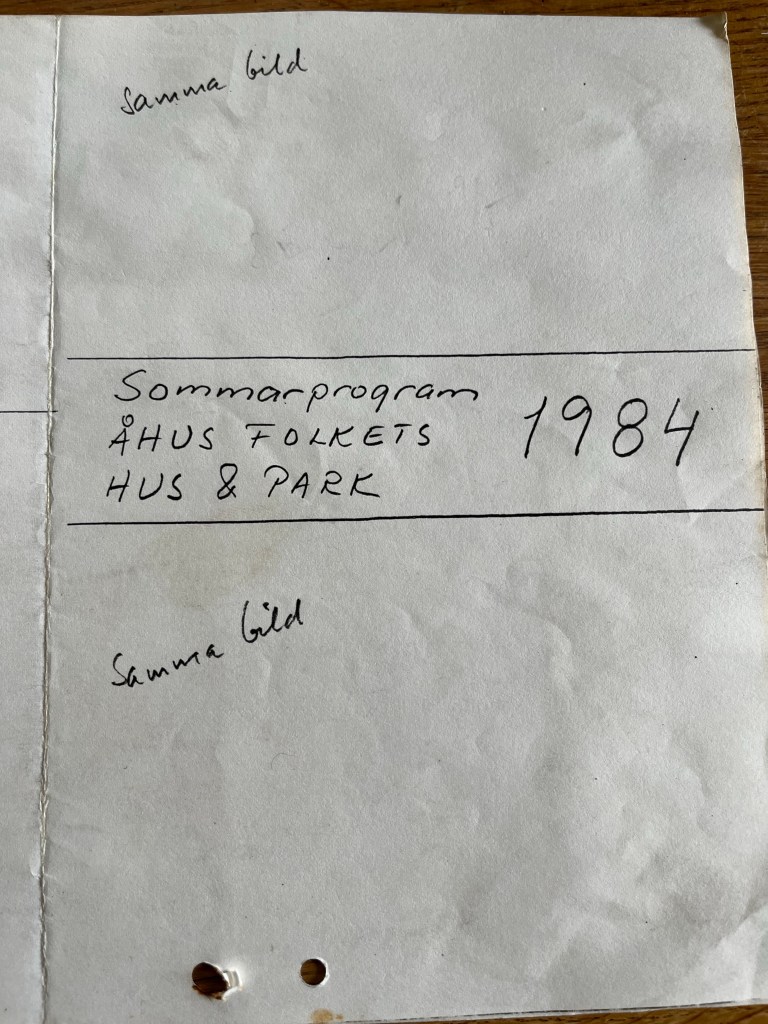 Samma bild
Sommarprogram
ÅHUS FOLKETS
HUS & PARK
1984
Samma bild